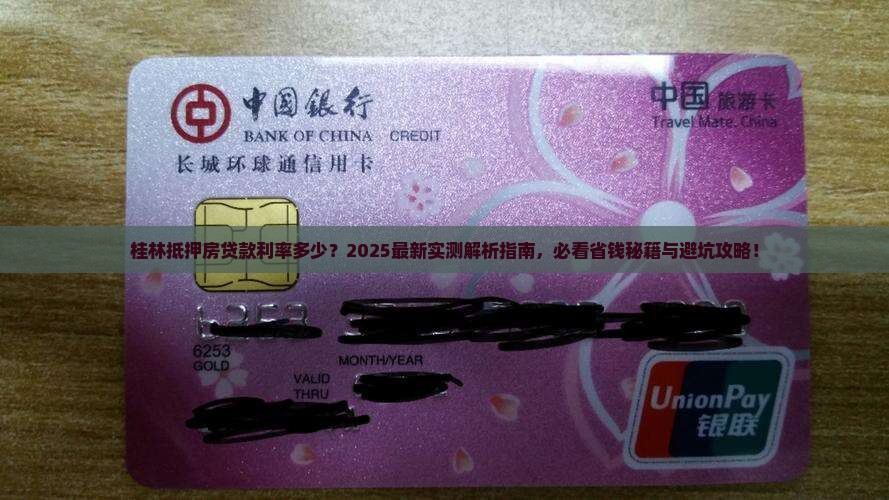 中国銀行
BANK OF CHINA CREDIT
长城环球通信用卡
中国旅游卡
Travel Mate. China
桂林抵押房贷款利率多少？2025最新实测解析指南，必看省钱秘籍与避坑攻略！
6253
6253
GOLD
MONTH/YEAR
VALID
THRU
UnionPay
银联